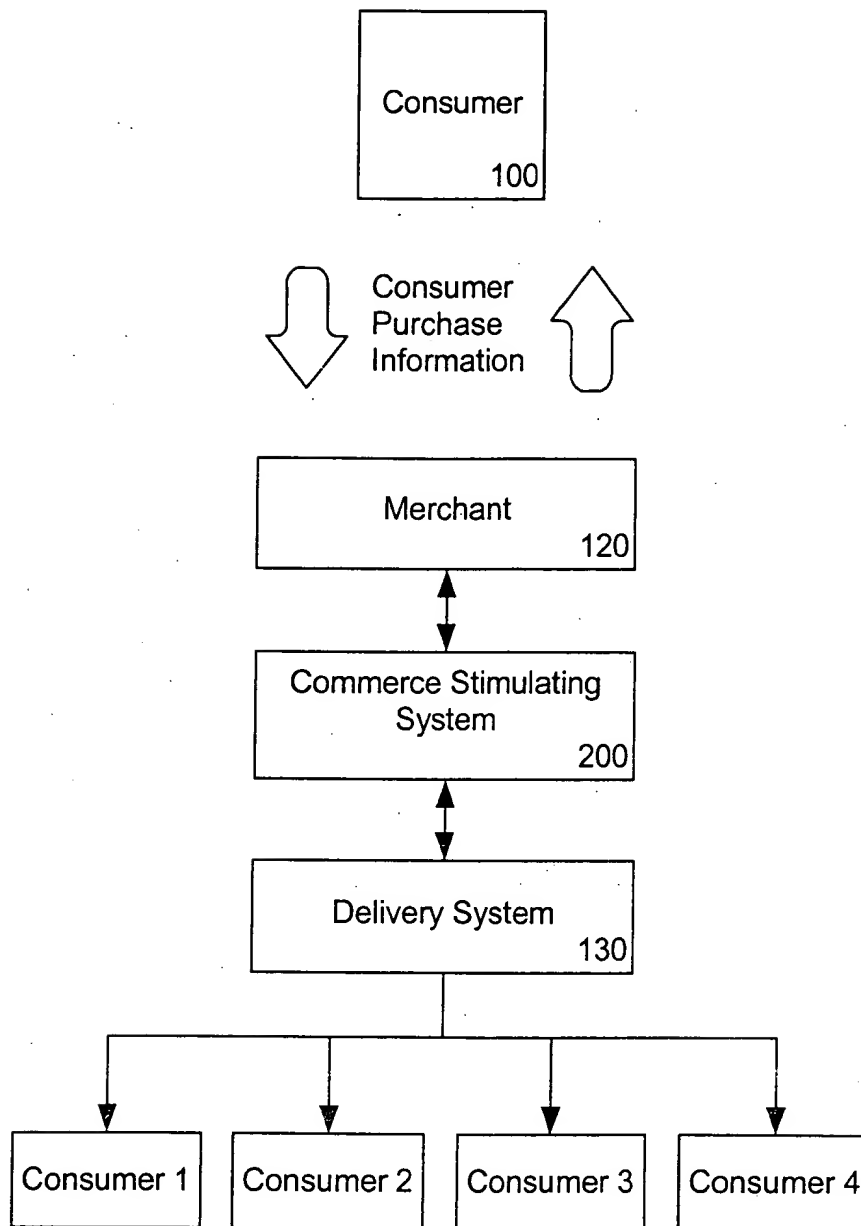 Consumer
100
Consumer
Purchase
Information
Merchant
120
Commerce Stimulating
System
200
Delivery System
130
Consumer 1
Consumer 2
Consumer 3
Consumer 4